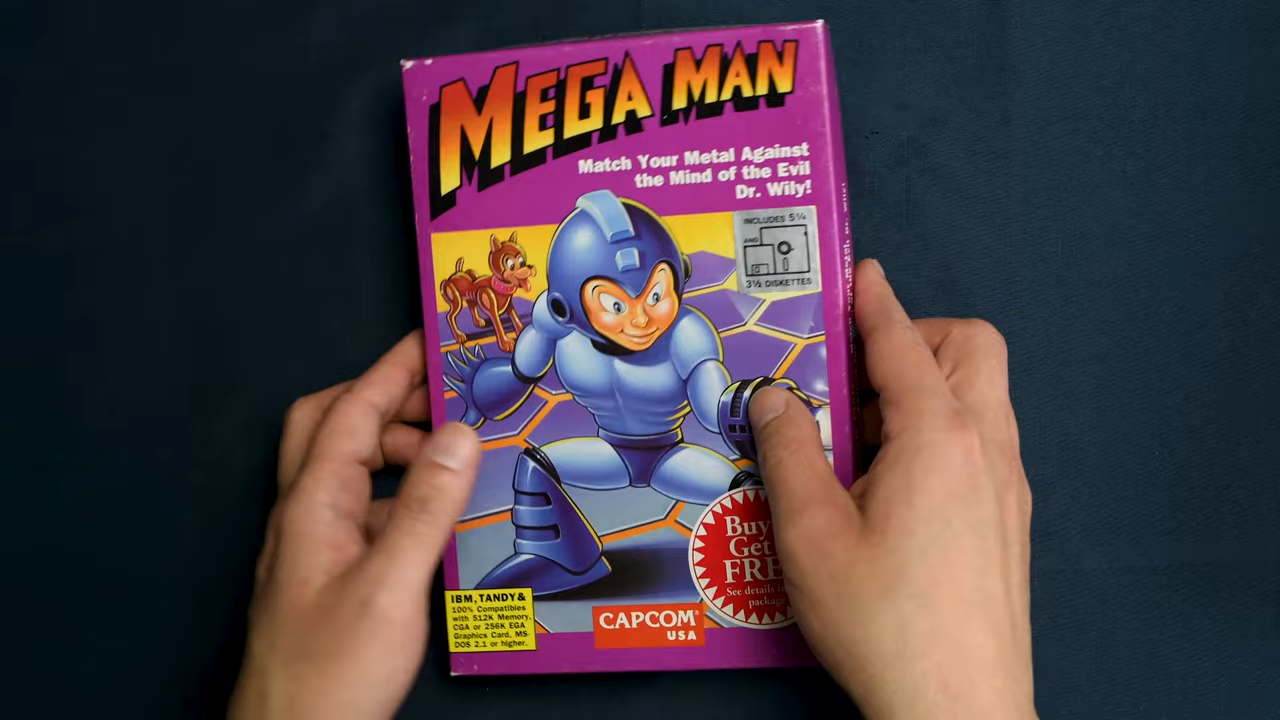 MEGA MAN
Match Your Metal Against
the Mind of the Evil
Dr. Wily!
INCLUDES 5¼
AND
3½ DISKETTES
Buy
Get
FRE
See details in
packag
IBM, TANDY &
100% Compatibles
with 512K Memory.
CGA or 256K EGA
Graphics Card, MS-
DOS 2.1 or higher.
CAPCOM®
USA